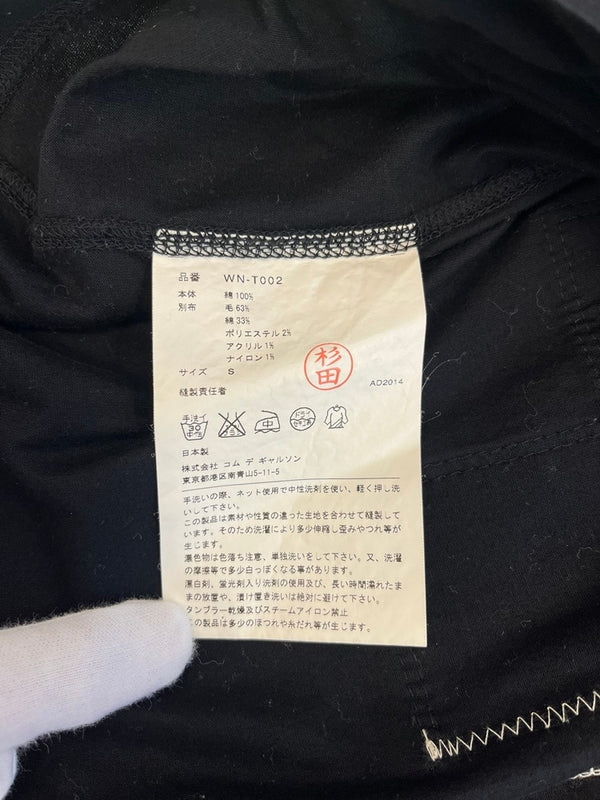 品番 WN-T002
本体 綿100%
別布 毛63%
綿33%
ポリエステル2%
アクリル1%
ナイロン1%
サイズ S
杉田
縫製責任者
AD2014
手洗イ
30
中性
中
ドライ
セキユ系
日本製
株式会社 コム デ ギャルソン
東京都港区南青山5-11-5
手洗いの際、ネット使用で中性洗剤を使い、軽く押し洗
いして下さい。
この製品は素材や性質の違った生地を合わせて縫製して
います。そのため洗濯により多少伸縮し歪みやつれ等が
生じます。
濃色物は色落ち注意、単独洗いをして下さい。又、洗濯
の摩擦等で多少白っぽくなる事があります。
漂白剤、蛍光剤入り洗剤の使用及び、長い時間濡れたま
まの放置や、漬け置き洗いは絶対に避けて下さい。
タンブラー乾燥及びスチームアイロン禁止
この製品は多少のほつれや糸だれ等が生じます。